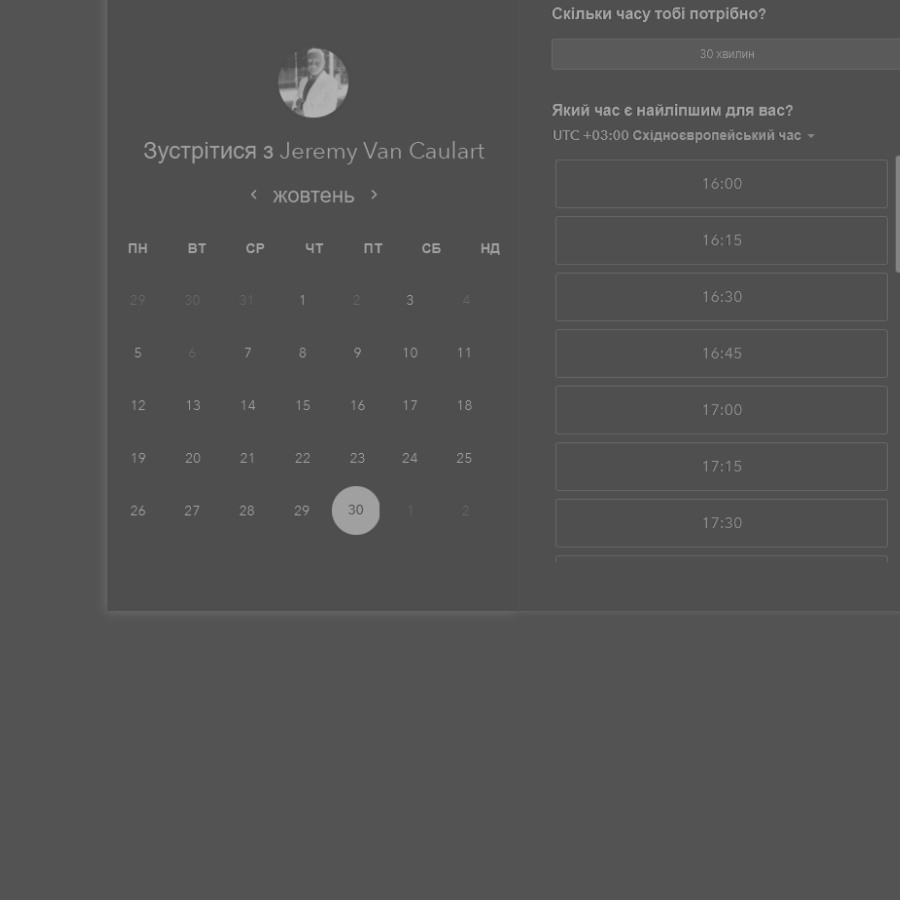 Зустрітися з Jeremy Van Caulart
жовтень
ПН ВТ СР ЧТ ПТ СБ НД
29 30 31 1 2 3 4
5 6 7 8 9 10 11
12 13 14 15 16 17 18
19 20 21 22 23 24 25
26 27 28 29 30 1 2
Скільки часу тобі потрібно?
30 хвилин
Який час є найліпшим для вас?
UTC +03:00 Східноєвропейський час
16:00
16:15
16:30
16:45
17:00
17:15
17:30